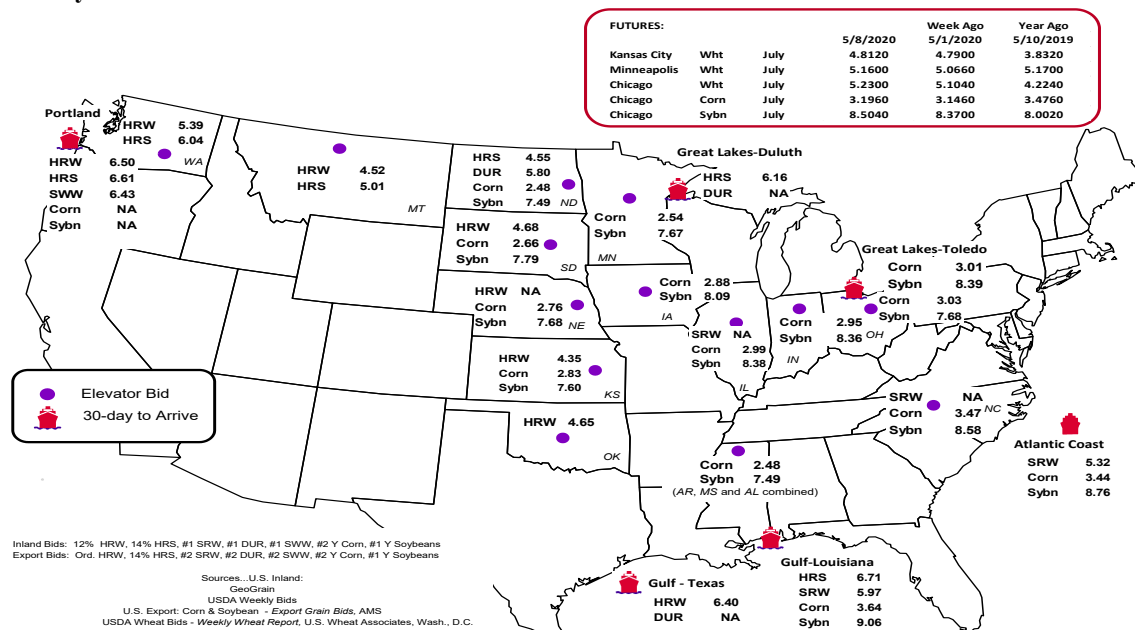 FUTURES: Week Ago Year Ago
5/8/2020 5/1/2020 5/10/2019
Kansas City Wht July 4.8120 4.7900 3.8320
Minneapolis Wht July 5.1600 5.0660 5.1700
Chicago Wht July 5.2300 5.1040 4.2240
Chicago Corn July 3.1960 3.1460 3.4760
Chicago Sybn July 8.5040 8.3700 8.0020
Portland
HRW 6.50
HRS 6.61
SWW 6.43
Corn NA
Sybn NA
HRW 5.39
HRS 6.04
WA
HRW 4.52
HRS 5.01
MT
HRS 4.55
DUR 5.80
Corn 2.48
Sybn 7.49
ND
HRW 4.68
Corn 2.66
Sybn 7.79
SD
HRW NA
Corn 2.76
Sybn 7.68
NE
HRW 4.35
Corn 2.83
Sybn 7.60
KS
HRW 4.65
OK
Great Lakes-Duluth
HRS 6.16
DUR NA
Corn 2.54
Sybn 7.67
MN
Corn 2.88
Sybn 8.09
IA
SRW NA
Corn 2.99
Sybn 8.38
IL
Corn 2.95
Sybn 8.36
IN
Great Lakes-Toledo
Corn 3.01
Sybn 8.39
Corn 3.03
Sybn 7.68
OH
SRW NA
Corn 3.47
Sybn 8.58
NC
Atlantic Coast
SRW 5.32
Corn 3.44
Sybn 8.76
Corn 2.48
Sybn 7.49
(AR, MS and AL combined)
Gulf-Louisiana
HRS 6.71
SRW 5.97
Corn 3.64
Sybn 9.06
Gulf - Texas
HRW 6.40
DUR NA
Elevator Bid
30-day to Arrive
Inland Bids: 12% HRW, 14% HRS, #1 SRW, #1 DUR, #1 SWW, #2 Y Corn, #1 Y Soybeans
Export Bids: Ord. HRW, 14% HRS, #2 SRW, #2 DUR, #2 SWW, #2 Y Corn, #1 Y Soybeans
Sources...U.S. Inland:
GeoGrain
USDA Weekly Bids
U.S. Export: Corn & Soybean - Export Grain Bids, AMS
USDA Wheat Bids - Weekly Wheat Report, U.S. Wheat Associates, Wash., D.C.